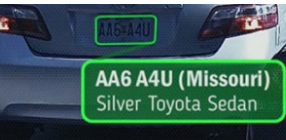 AA6-A4U
AA6 A4U (Missouri)
Silver Toyota Sedan